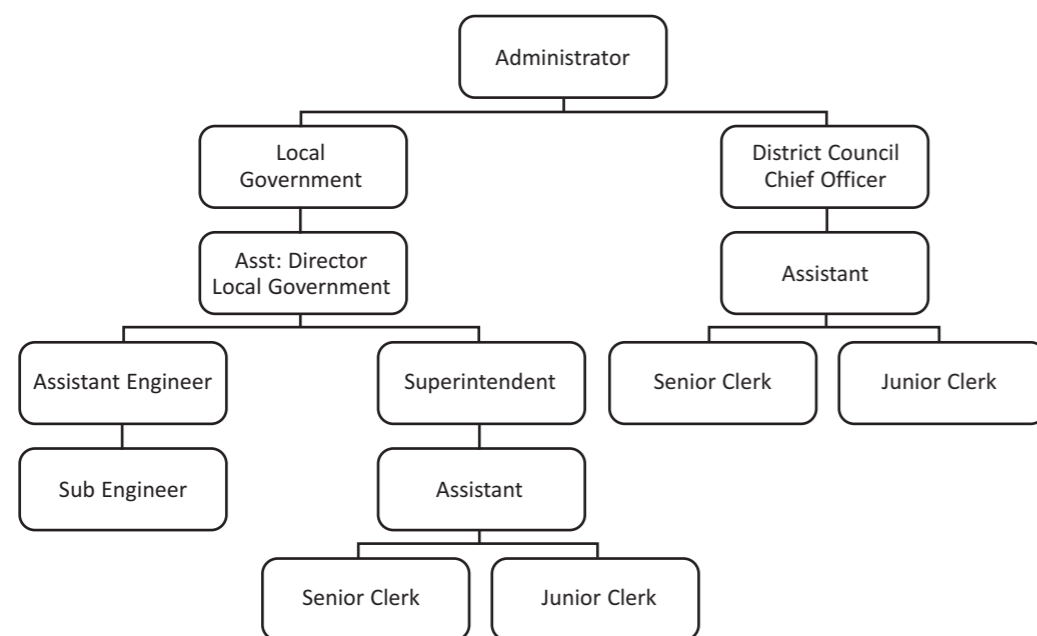 Administrator
Local
Government
District Council
Chief Officer
Asst: Director
Local Government
Assistant
Assistant Engineer
Superintendent
Senior Clerk
Junior Clerk
Sub Engineer
Assistant
Senior Clerk
Junior Clerk